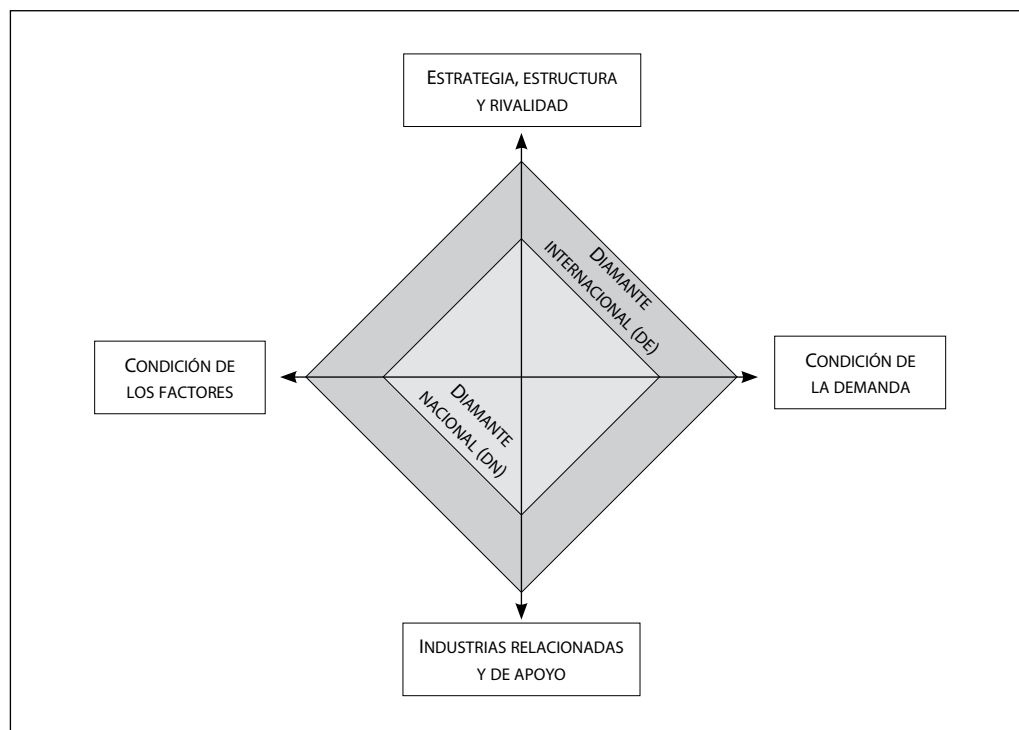 ESTRATEGIA, ESTRUCTURA
Y RIVALIDAD
DIAMANTE
INTERNACIONAL (DE)
CONDICIÓN DE
LOS FACTORES
CONDICIÓN DE
LA DEMANDA
DIAMANTE
NACIONAL (DN)
INDUSTRIAS RELACIONADAS
Y DE APOYO